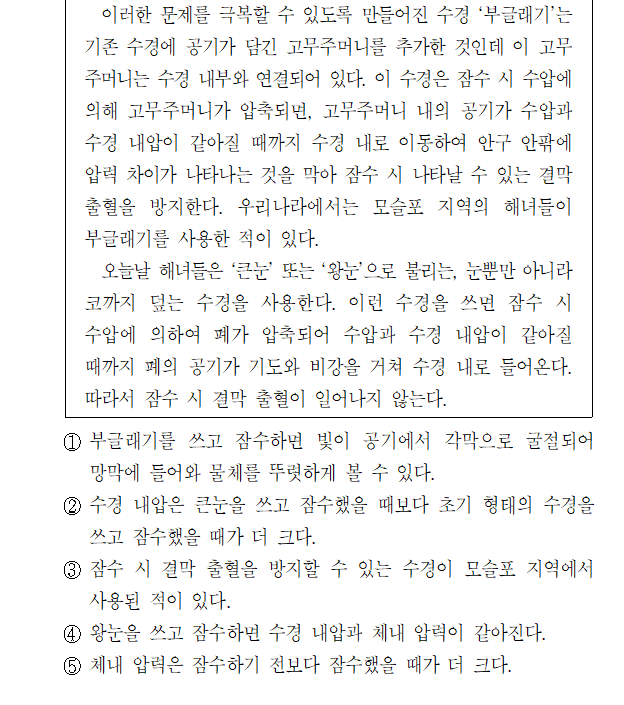 이러한 문제를 극복할 수 있도록 만들어진 수경 ‘부글래기’는
기존 수경에 공기가 담긴 고무주머니를 추가한 것인데 이 고무
주머니는 수경 내부와 연결되어 있다. 이 수경은 잠수 시 수압에
의해 고무주머니가 압축되면, 고무주머니 내의 공기가 수압과
수경 내압이 같아질 때까지 수경 내로 이동하여 안구 안팎에
압력 차이가 나타나는 것을 막아 잠수 시 나타날 수 있는 결막
출혈을 방지한다. 우리나라에서는 모슬포 지역의 해녀들이
부글래기를 사용한 적이 있다.
오늘날 해녀들은 ‘큰눈’ 또는 ‘왕눈’으로 불리는, 눈뿐만 아니라
코까지 덮는 수경을 사용한다. 이런 수경을 쓰면 잠수 시
수압에 의하여 폐가 압축되어 수압과 수경 내압이 같아질
때까지 폐의 공기가 기도와 비강을 거쳐 수경 내로 들어온다.
따라서 잠수 시 결막 출혈이 일어나지 않는다.
① 부글래기를 쓰고 잠수하면 빛이 공기에서 각막으로 굴절되어
망막에 들어와 물체를 뚜렷하게 볼 수 있다.
② 수경 내압은 큰눈을 쓰고 잠수했을 때보다 초기 형태의 수경을
쓰고 잠수했을 때가 더 크다.
③ 잠수 시 결막 출혈을 방지할 수 있는 수경이 모슬포 지역에서
사용된 적이 있다.
④ 왕눈을 쓰고 잠수하면 수경 내압과 체내 압력이 같아진다.
⑤ 체내 압력은 잠수하기 전보다 잠수했을 때가 더 크다.